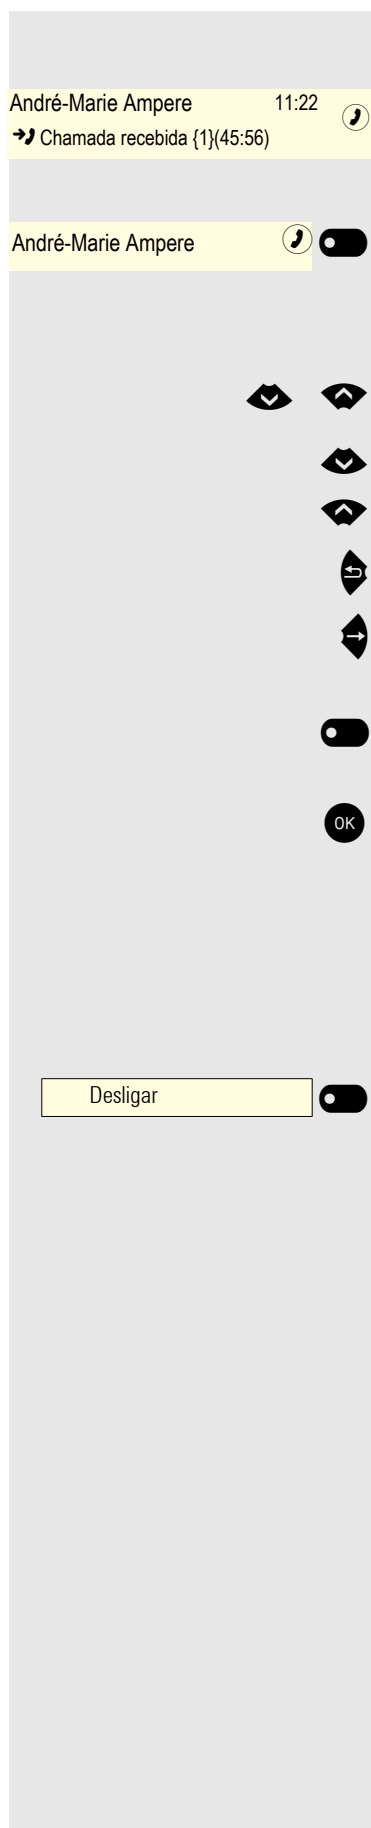 André-Marie Ampere 11:22
Chamada recebida {1}(45:56)
André-Marie Ampere
OK
Desligar